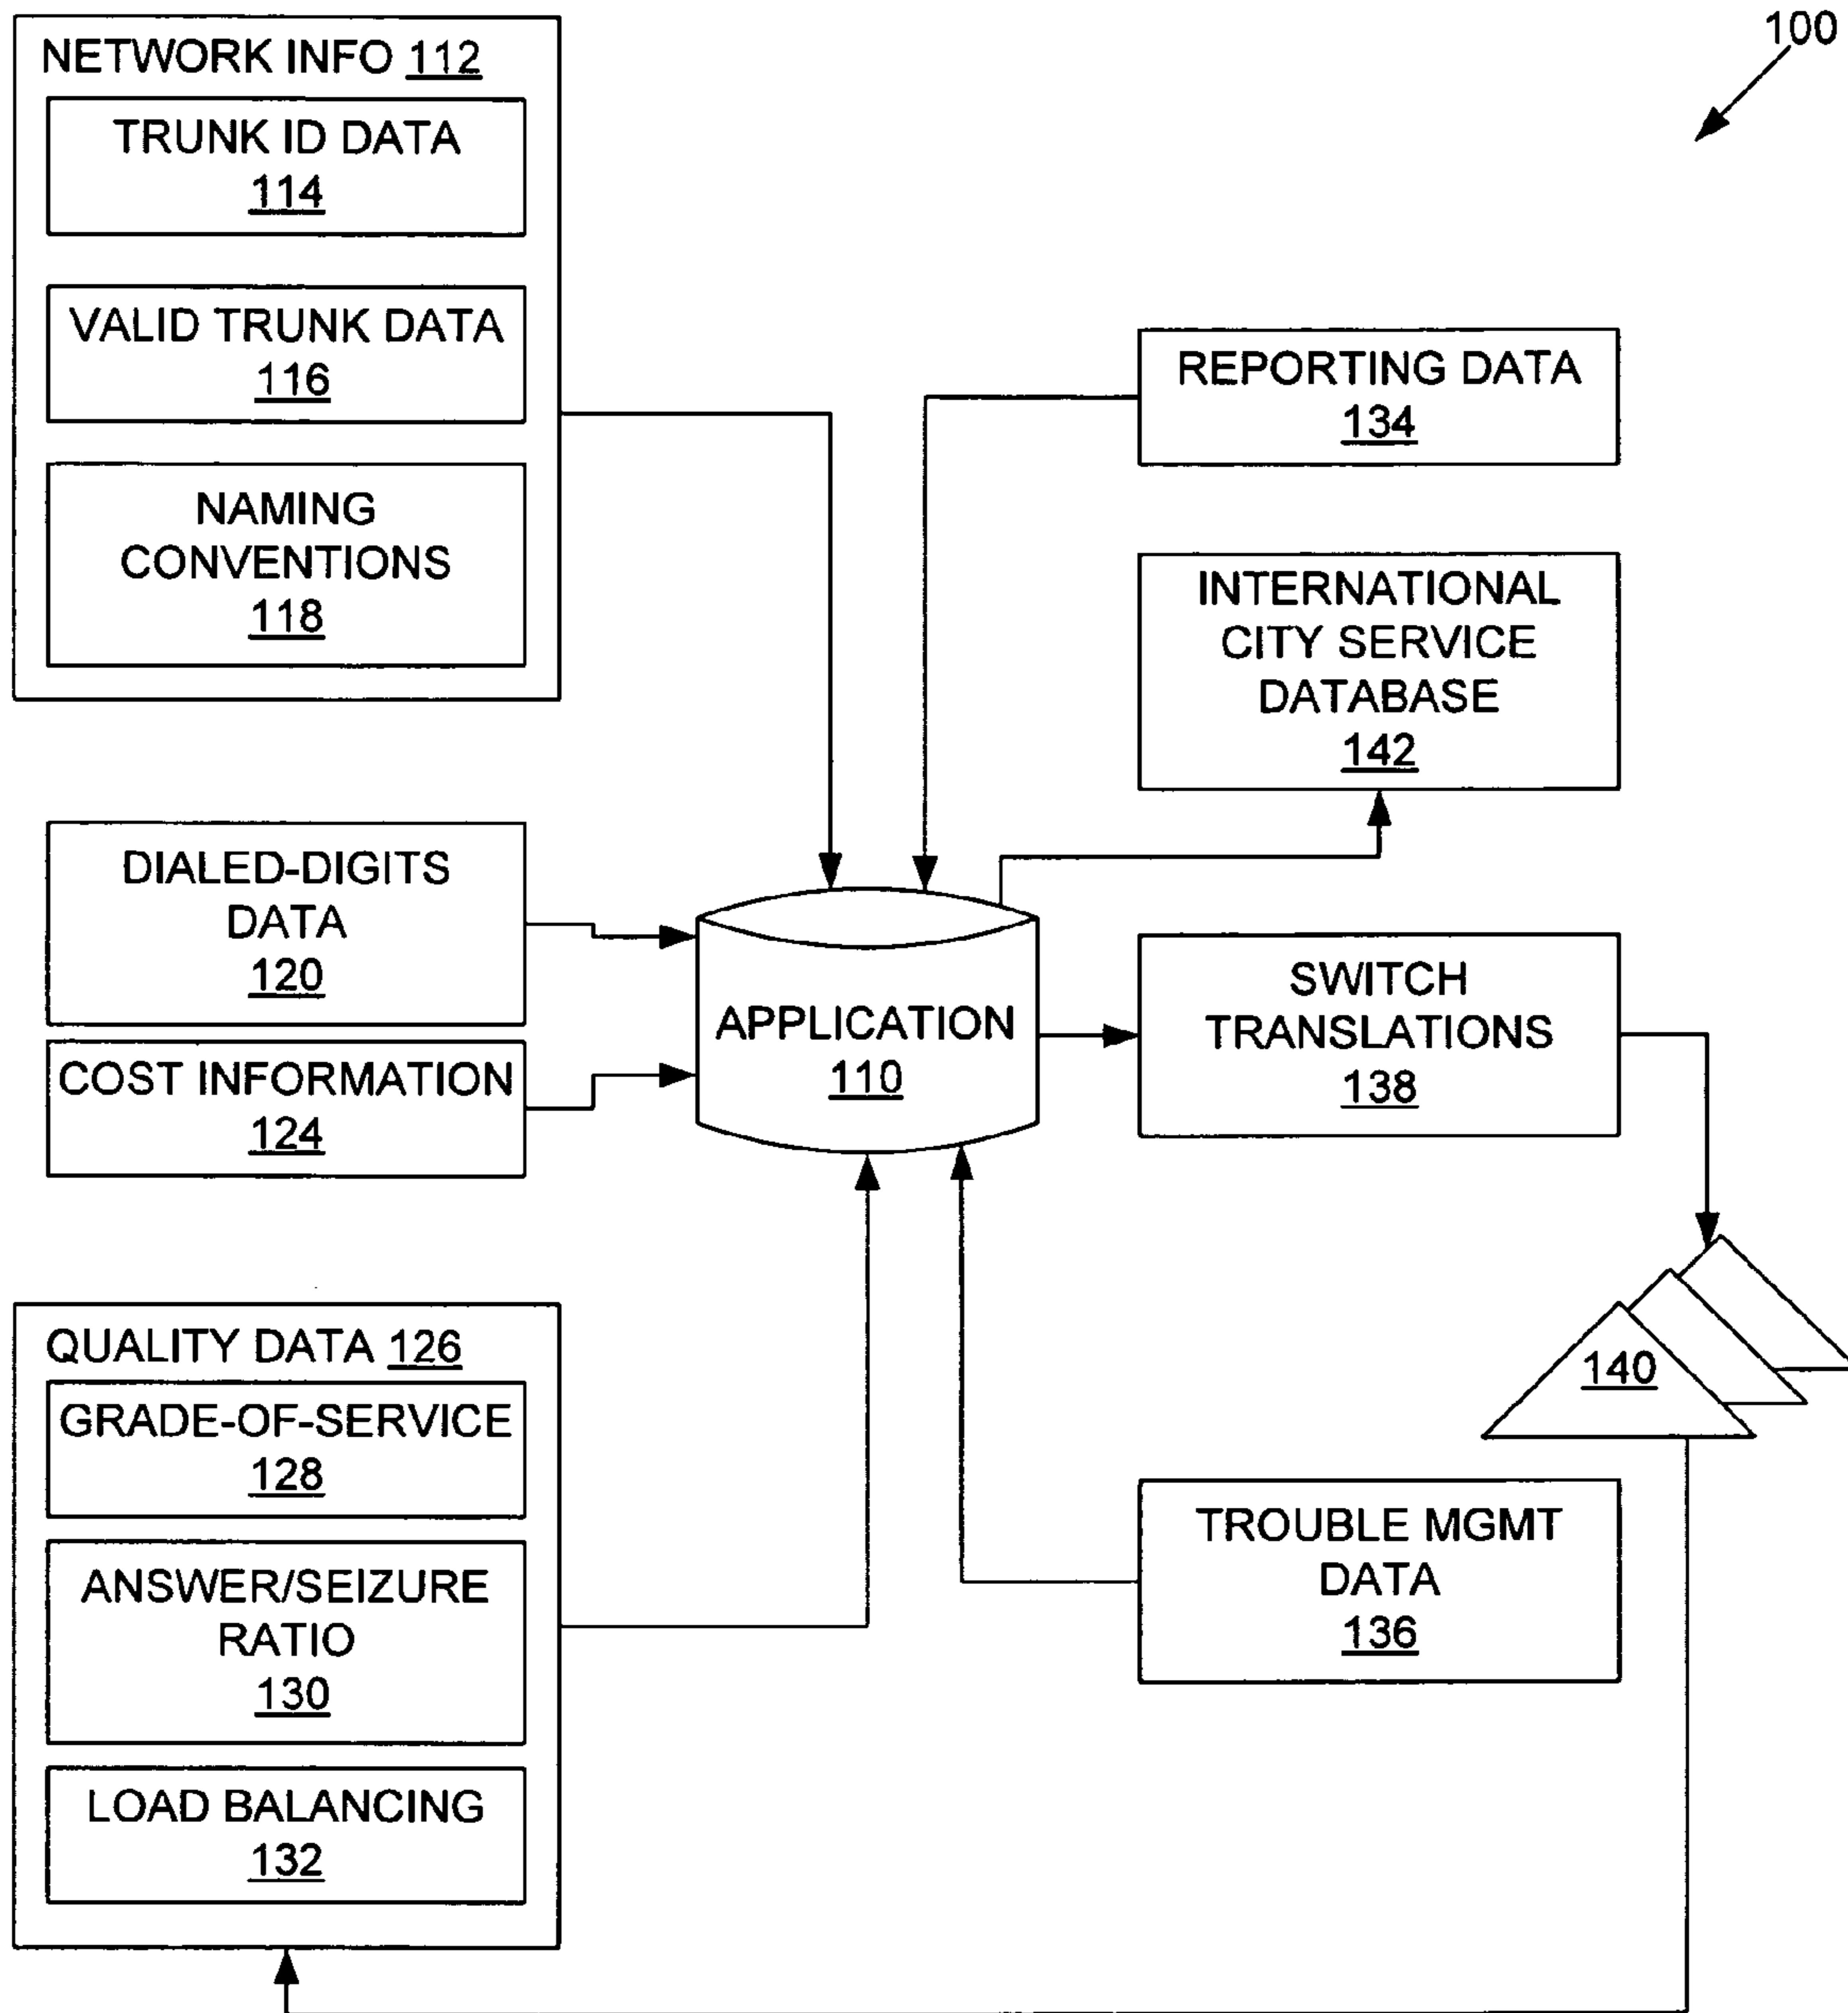 100
NETWORK INFO 112
TRUNK ID DATA
114
VALID TRUNK DATA
116
NAMING
CONVENTIONS
118
REPORTING DATA
134
INTERNATIONAL
CITY SERVICE
DATABASE
142
DIALED-DIGITS
DATA
120
COST INFORMATION
124
APPLICATION
110
SWITCH
TRANSLATIONS
138
140
QUALITY DATA 126
GRADE-OF-SERVICE
128
ANSWER/SEIZURE
RATIO
130
LOAD BALANCING
132
TROUBLE MGMT
DATA
136